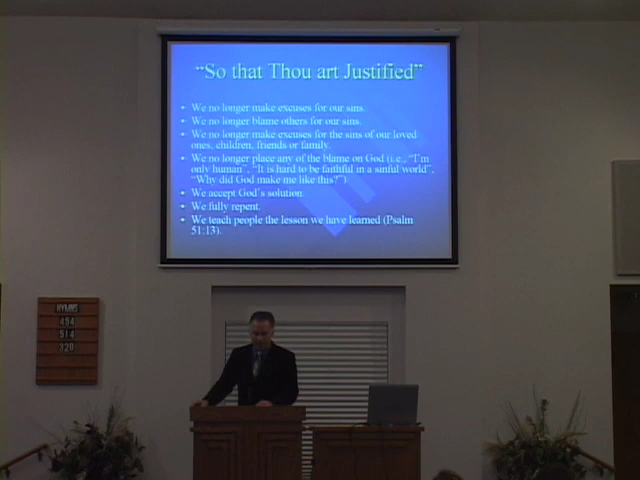 “So that Thou art Justified”
• We no longer make excuses for our sins.
• We no longer blame others for our sins.
• We no longer make excuses for the sins of our loved
ones, children, friends or family.
• We no longer place any of the blame on God (i.e., “I’m
only human”, “It is hard to be faithful in a sinful world”,
“Why did God make me like this?”)
• We accept God’s solution.
• We fully repent.
• We teach people the lesson we have learned (Psalm
51:13).
HYMNS
454
514
320